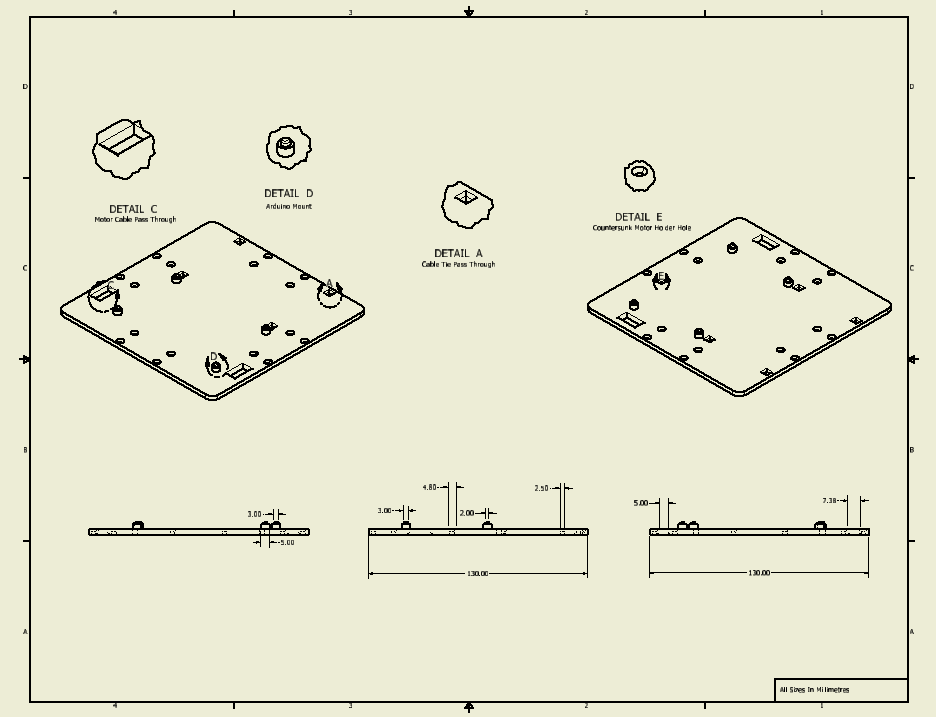 4 3 2 1
D D
DETAIL C
Motor Cable Pass Through
DETAIL D
Arduino Mount
DETAIL A
Cable Tie Pass Through
DETAIL E
Countersunk Motor Holder Hole
C C
C A E
D
B B
4.80 2.50
3.00 3.00 2.00 5.00 7.38
5.00
130.00 130.00
A A
All Sizes In Millimetres
4 3 2 1